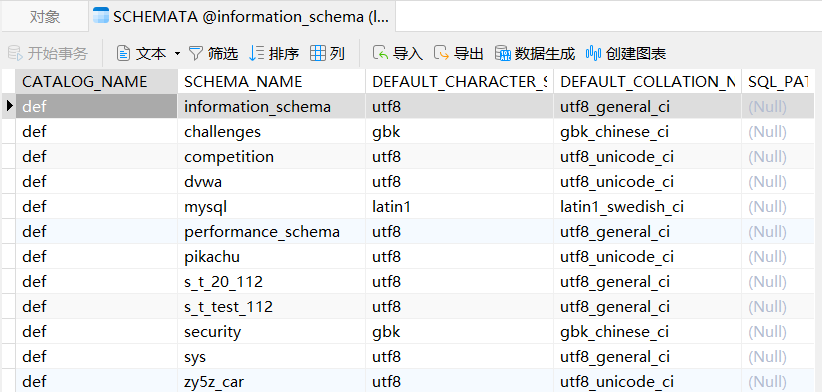 对象 SCHEMATA @information_schema (l...
开始事务 文本 筛选 排序 列 导入 导出 数据生成 创建图表
CATALOG_NAME SCHEMA_NAME DEFAULT_CHARACTER_S DEFAULT_COLLATION_N SQL_PAT
def information_schema utf8 utf8_general_ci (Null)
def challenges gbk gbk_chinese_ci (Null)
def competition utf8 utf8_unicode_ci (Null)
def dvwa utf8 utf8_unicode_ci (Null)
def mysql latin1 latin1_swedish_ci (Null)
def performance_schema utf8 utf8_general_ci (Null)
def pikachu utf8 utf8_unicode_ci (Null)
def s_t_20_112 utf8 utf8_general_ci (Null)
def s_t_test_112 utf8 utf8_general_ci (Null)
def security gbk gbk_chinese_ci (Null)
def sys utf8 utf8_general_ci (Null)
def zy5z_car utf8 utf8_unicode_ci (Null)